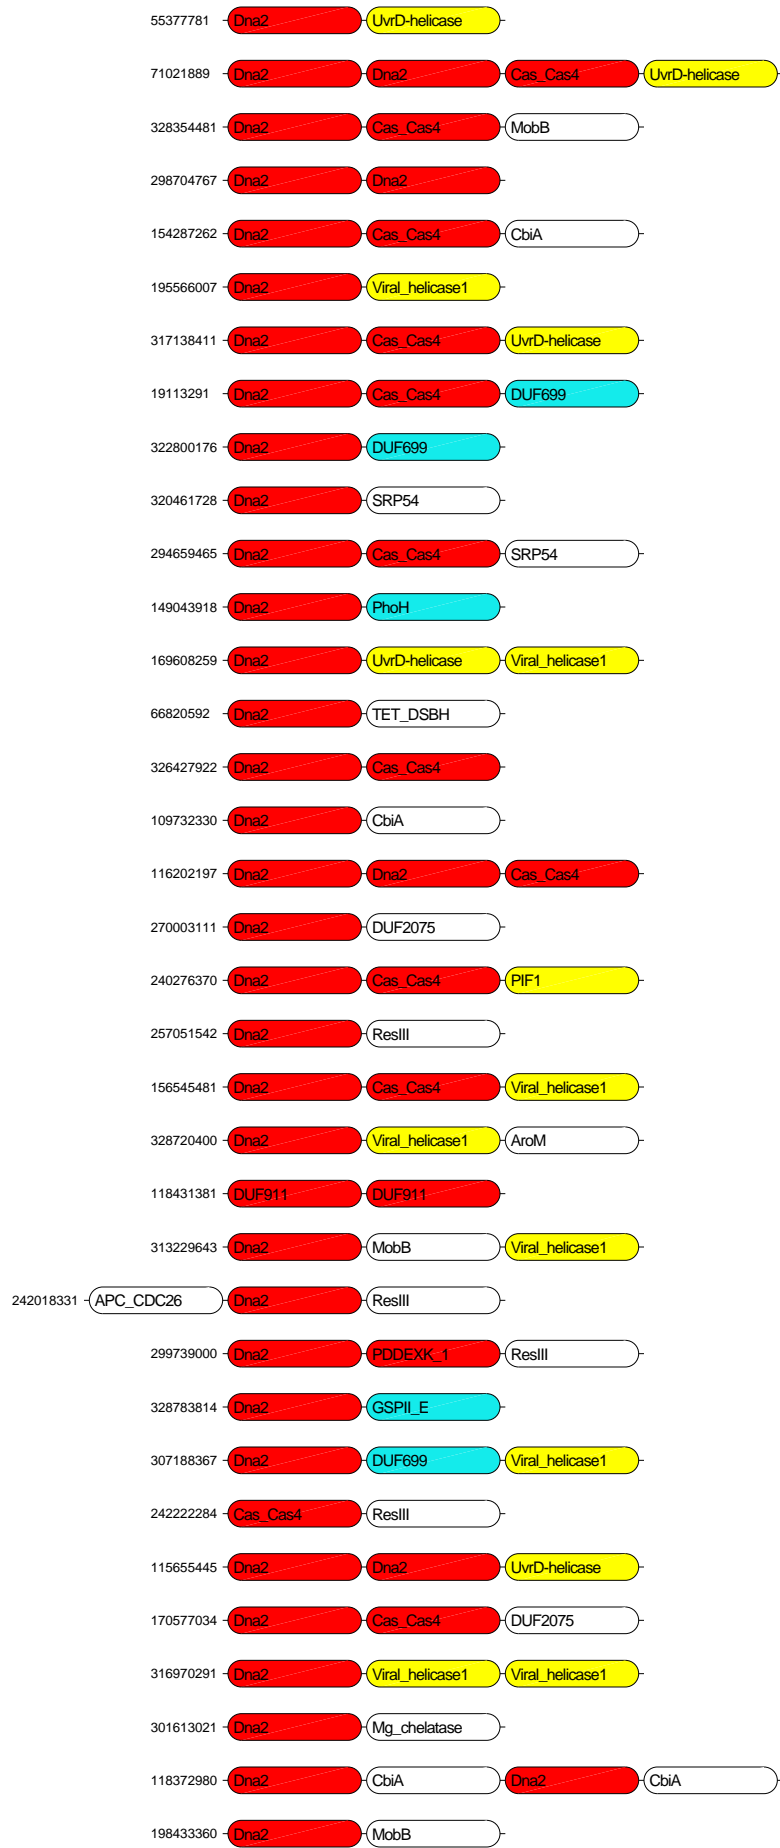 55377781 Dna2 UvrD-helicase
71021889 Dna2 Dna2 Cas_Cas4 UvrD-helicase
328354481 Dna2 Cas_Cas4 MobB
298704767 Dna2 Dna2
154287262 Dna2 Cas_Cas4 CbiA
195566007 Dna2 Viral_helicase1
317138411 Dna2 Cas_Cas4 UvrD-helicase
19113291 Dna2 Cas_Cas4 DUF699
322800176 Dna2 DUF699
320461728 Dna2 SRP54
294659465 Dna2 Cas_Cas4 SRP54
149043918 Dna2 PhoH
169608259 Dna2 UvrD-helicase Viral_helicase1
66820592 Dna2 TET_DSBH
326427922 Dna2 Cas_Cas4
109732330 Dna2 CbiA
116202197 Dna2 Dna2 Cas_Cas4
270003111 Dna2 DUF2075
240276370 Dna2 Cas_Cas4 PIF1
257051542 Dna2 ResIII
156545481 Dna2 Cas_Cas4 Viral_helicase1
328720400 Dna2 Viral_helicase1 AroM
118431381 DUF911 DUF911
313229643 Dna2 MobB Viral_helicase1
242018331 APC_CDC26 Dna2 ResIII
299739000 Dna2 PDDEXK_1 ResIII
328783814 Dna2 GSPII_E
307188367 Dna2 DUF699 Viral_helicase1
242222284 Cas_Cas4 ResIII
115655445 Dna2 Dna2 UvrD-helicase
170577034 Dna2 Cas_Cas4 DUF2075
316970291 Dna2 Viral_helicase1 Viral_helicase1
301613021 Dna2 Mg_chelatase
118372980 Dna2 CbiA Dna2 CbiA
198433360 Dna2 MobB